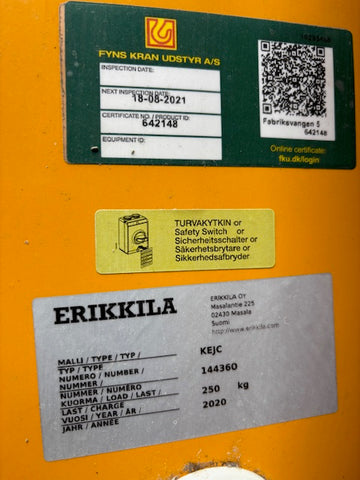 FYNS KRAN UDSTYR A/S
INSPECTION DATE:
NEXT INSPECTION DATE:
18-08-2021
CERTIFICATE NO. / PRODUCT ID:
642148
EQUIPMENT ID:
Fabriksvangen 5
642148
Online certificate:
fku.dk/login
TURVAKYTKIN or
Safety Switch or
Sicherheitsschalter or
Säkerhetsbrytare or
Sikkerhedsafbryder
ERIKKILA
ERIKKILA OY
Masalantie 225
02430 Masala
Suomi
http://www.erikkila.com
MALLI / TYPE / TYP /
TYP / TYPE
KEJC
NUMERO / NUMBER /
NUMMER / NUMÉRO
144360
KUORMA / LOAD / LAST /
LAST / CHARGE
250 kg
VUOSI / YEAR / ÅR /
JAHR / ANNÉE
2020